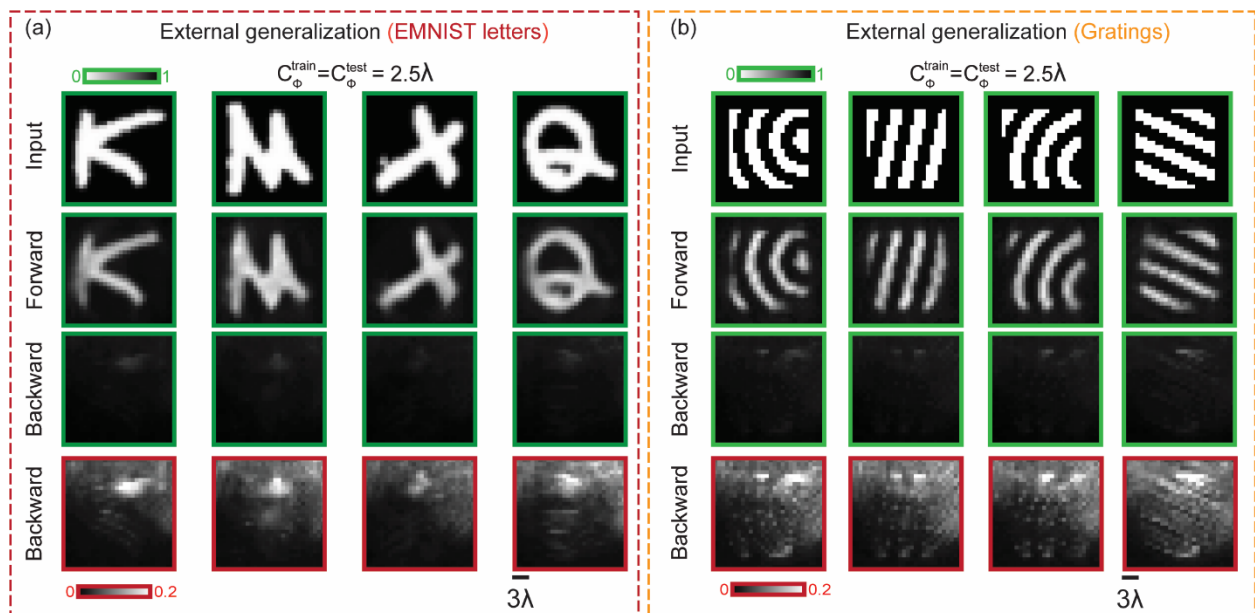 (a)
External generalization (EMNIST letters)
0 1
C_Φ^train = C_Φ^test = 2.5λ
Input
K M X Q
Forward
K M X Q
Backward
Backward
0 0.2
3λ
(b)
External generalization (Gratings)
0 1
C_Φ^train = C_Φ^test = 2.5λ
Input
Forward
Backward
Backward
0 0.2
3λ